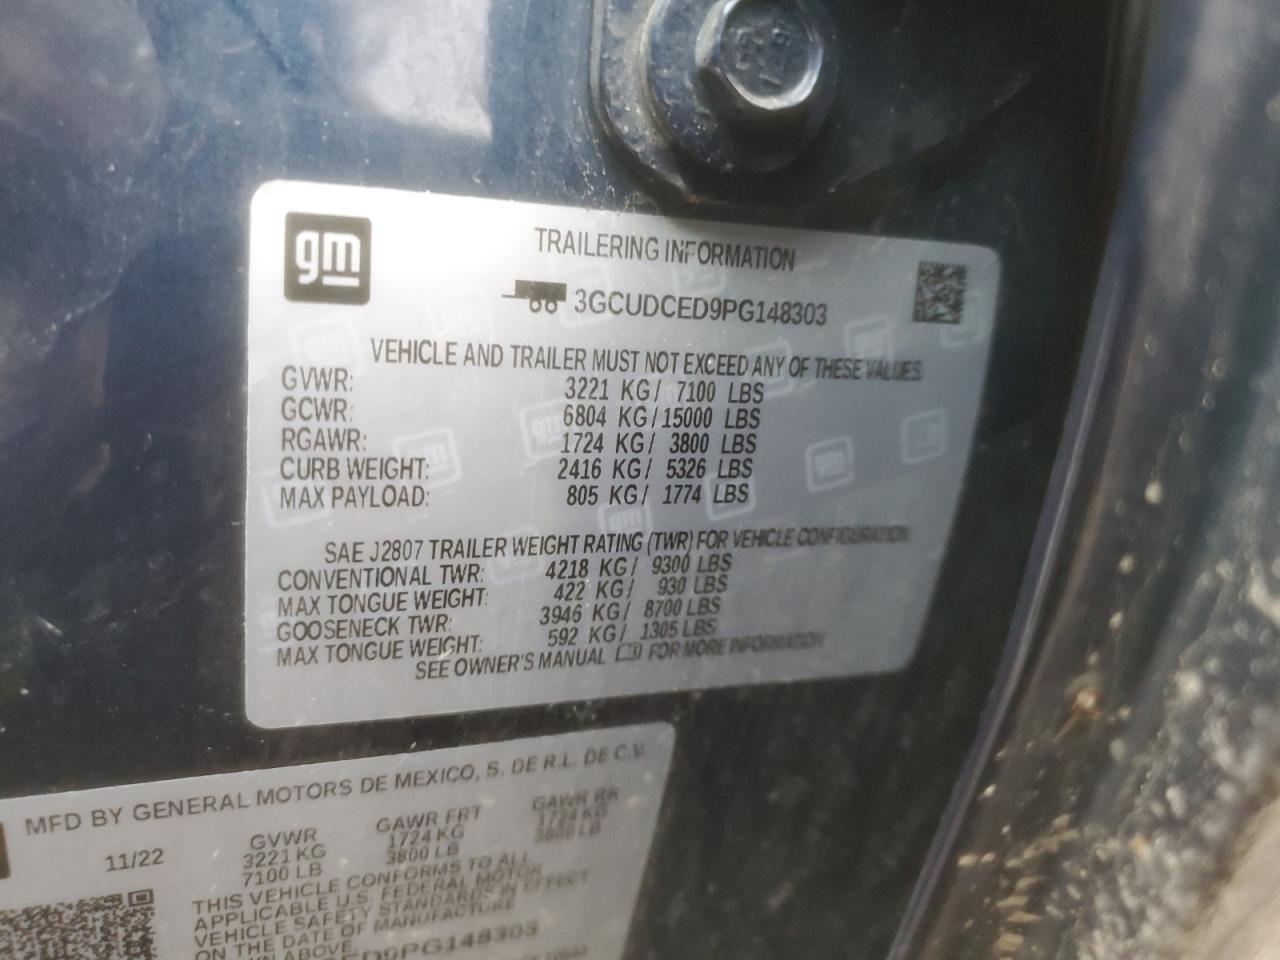 gm
TRAILERING INFORMATION
3GCUDCED9PG148303
VEHICLE AND TRAILER MUST NOT EXCEED ANY OF THESE VALUES
GVWR: 3221 KG/ 7100 LBS
GCWR: 6804 KG/15000 LBS
RGAWR: 1724 KG/ 3800 LBS
CURB WEIGHT: 2416 KG/ 5326 LBS
MAX PAYLOAD: 805 KG/ 1774 LBS
SAE J2807 TRAILER WEIGHT RATING (TWR) FOR VEHICLE CONFIGURATION
CONVENTIONAL TWR: 4218 KG/ 9300 LBS
MAX TONGUE WEIGHT: 422 KG/ 930 LBS
GOOSENECK TWR: 3946 KG/ 8700 LBS
MAX TONGUE WEIGHT: 592 KG/ 1305 LBS
SEE OWNER'S MANUAL FOR MORE INFORMATION
MFD BY GENERAL MOTORS DE MEXICO, S. DE R.L. DE C.V.
11/22 GVWR GAWR FRT GAWR RR
3221 KG 1724 KG 1724 KG
7100 LB 3800 LB 3800 LB
THIS VEHICLE CONFORMS TO ALL
APPLICABLE U.S. FEDERAL MOTOR
VEHICLE SAFETY STANDARDS IN EFFECT
ON THE DATE OF MANUFACTURE
ABOVE.
ED9PG148303